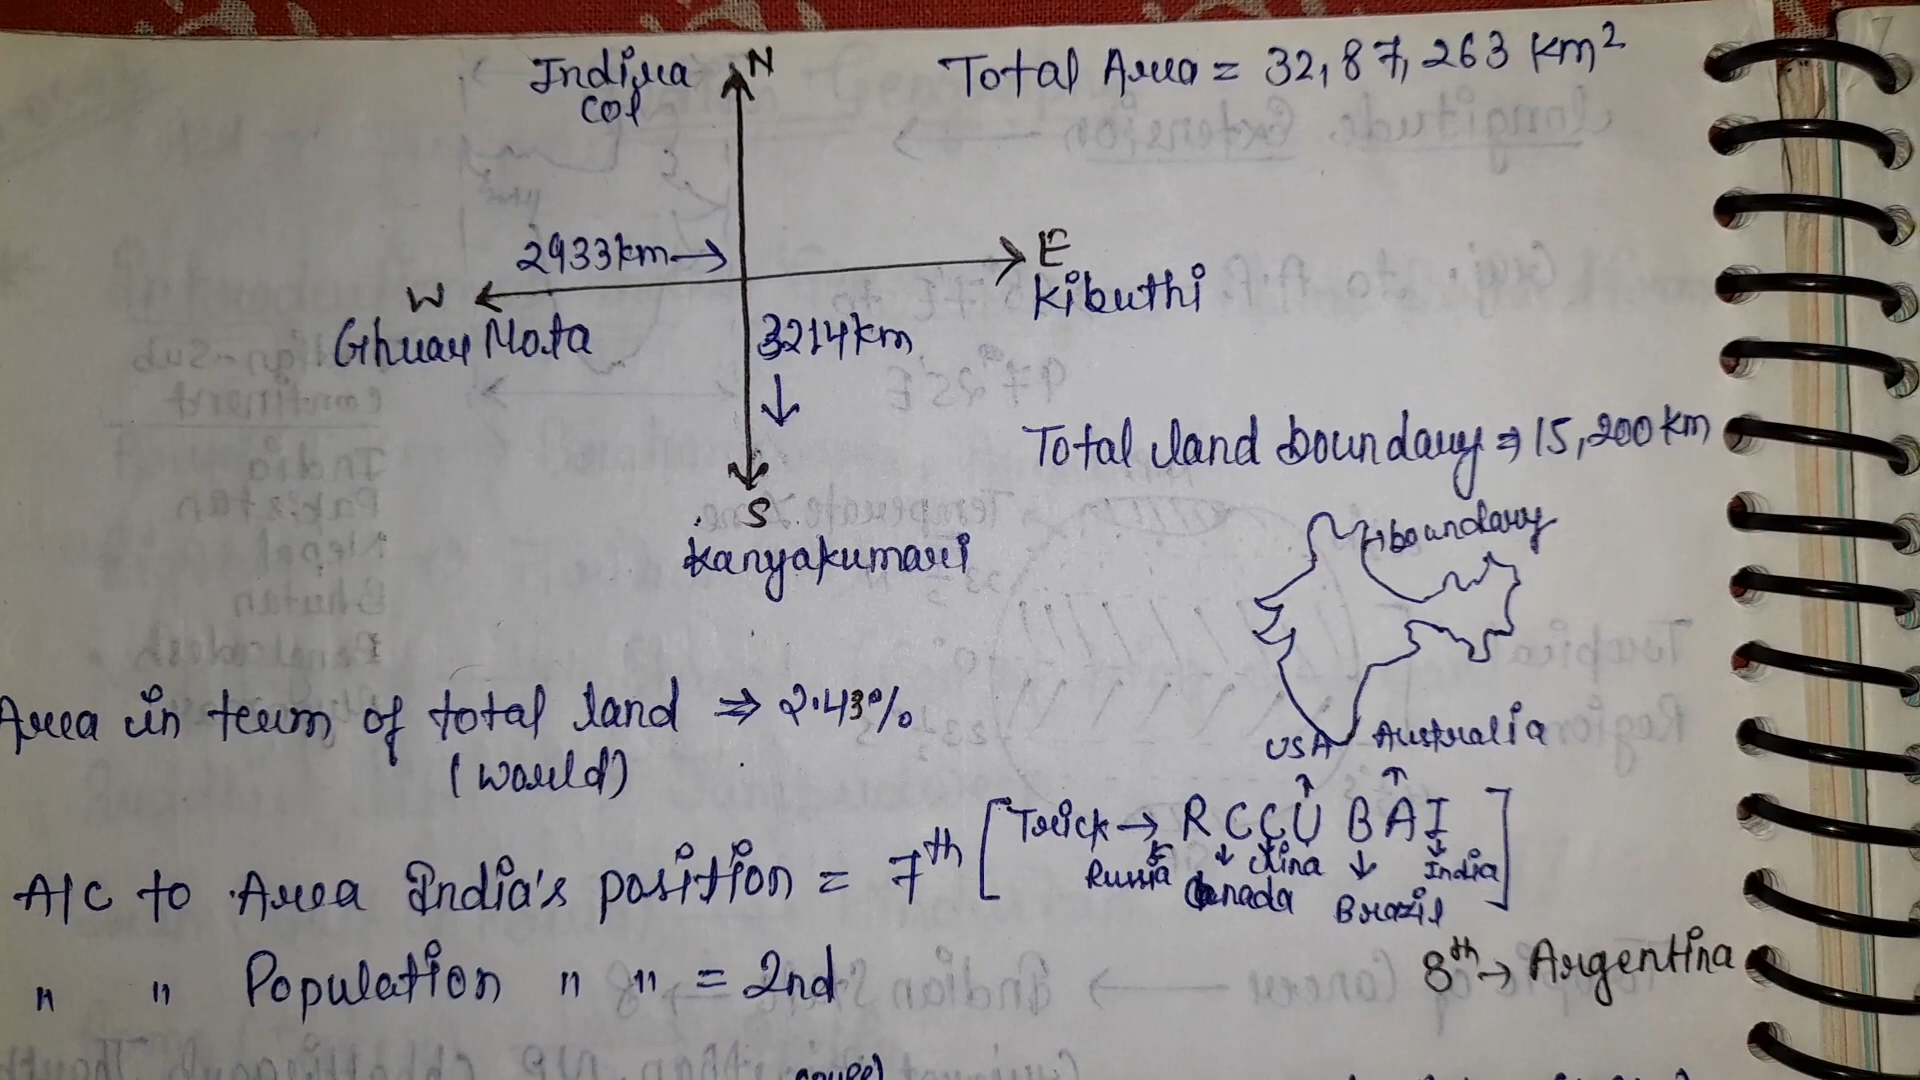 Indira Col
N
Total Area = 32,87,263 km²
2933km →
E
W
Kibuthi
Ghuar Mota
3214km
↓
Total land boundary ⇒ 15,200 km
S
Kanyakumari
boundary
Area in term of total land ⇒ 2.43%
(world)
USA Australia
A/C to Area India's position = 7th [Trick → R C C U B A I]
Russia Canada China Brazil India
8th → Argentina
" " Population " " = 2nd